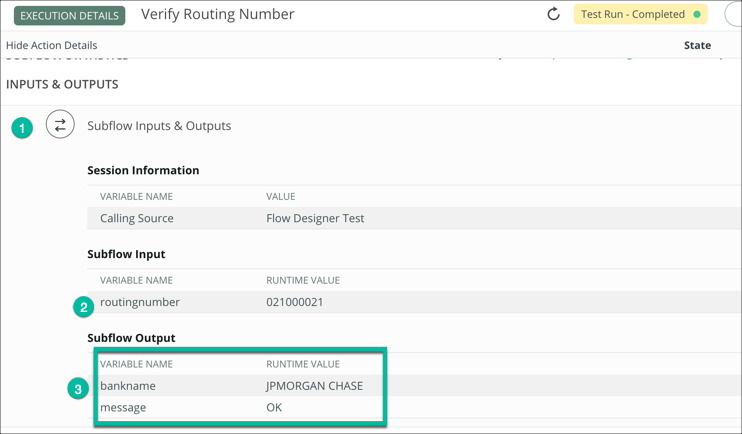 EXECUTION DETAILS Verify Routing Number Test Run - Completed
Hide Action Details State
INPUTS & OUTPUTS
1 Subflow Inputs & Outputs
Session Information
VARIABLE NAME VALUE
Calling Source Flow Designer Test
Subflow Input
VARIABLE NAME RUNTIME VALUE
2 routingnumber 021000021
Subflow Output
VARIABLE NAME RUNTIME VALUE
3 bankname JPMORGAN CHASE
message OK